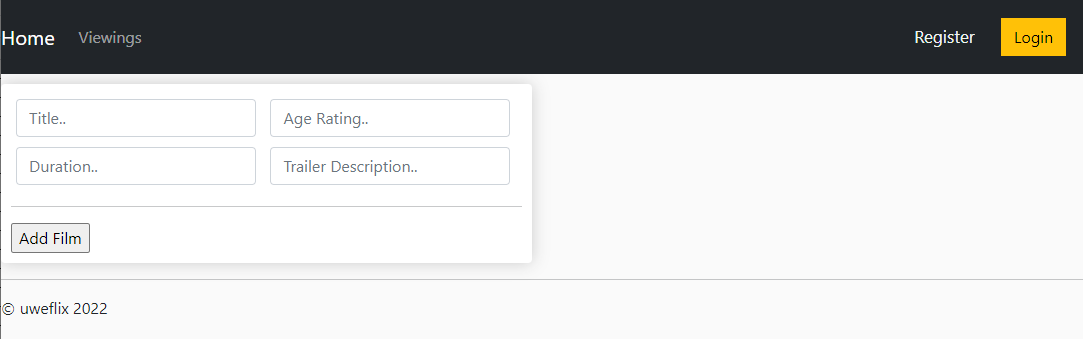 Home Viewings Register Login
Title.. Age Rating..
Duration.. Trailer Description..
Add Film
© uweflix 2022